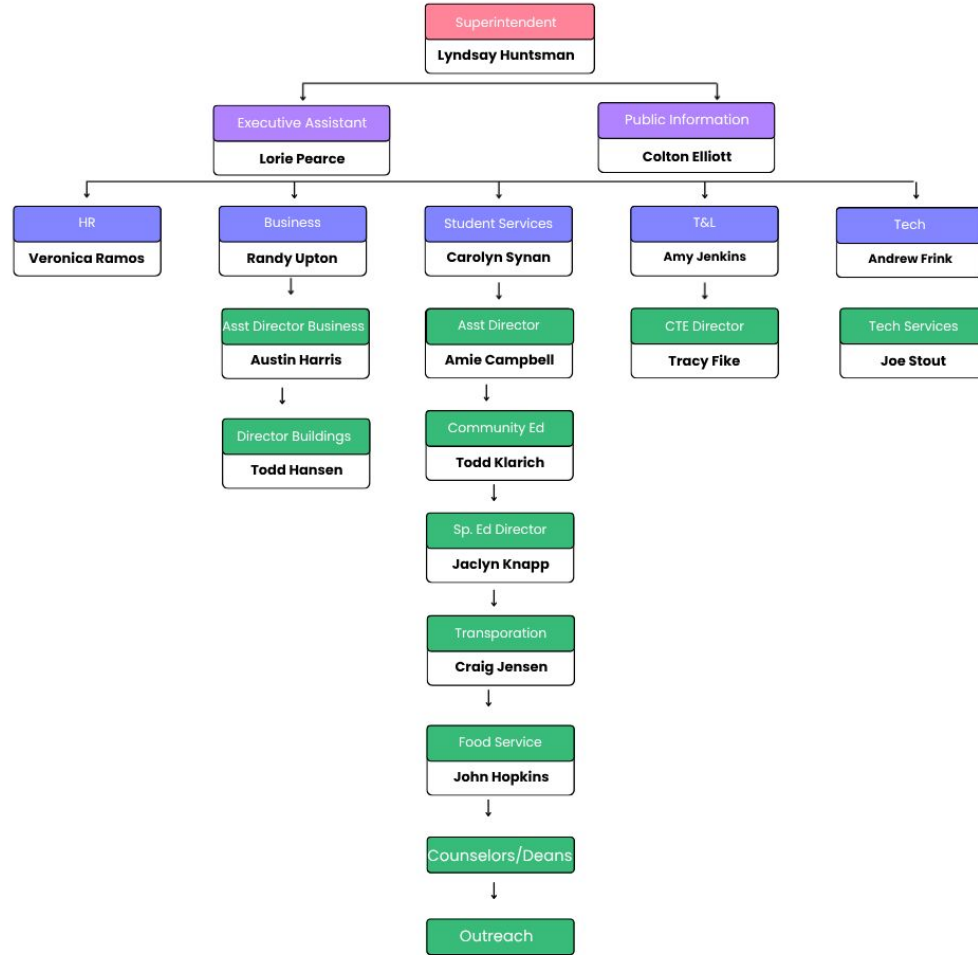 Superintendent
Lyndsay Huntsman
Executive Assistant
Lorie Pearce
Public Information
Colton Elliott
HR
Veronica Ramos
Business
Randy Upton
Student Services
Carolyn Synan
T&L
Amy Jenkins
Tech
Andrew Frink
Asst Director Business
Austin Harris
Asst Director
Amie Campbell
CTE Director
Tracy Fike
Tech Services
Joe Stout
Director Buildings
Todd Hansen
Community Ed
Todd Klarich
Sp. Ed Director
Jaclyn Knapp
Transporation
Craig Jensen
Food Service
John Hopkins
Counselors/Deans
Outreach